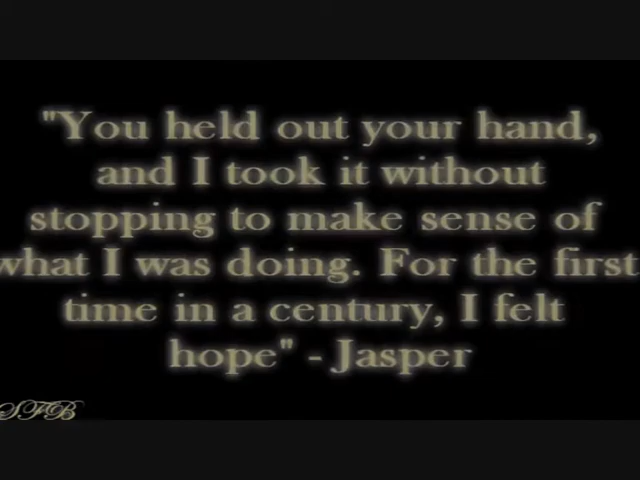 "You held out your hand,
and I took it without
stopping to make sense of
what I was doing. For the first
time in a century, I felt
hope" - Jasper
SFB